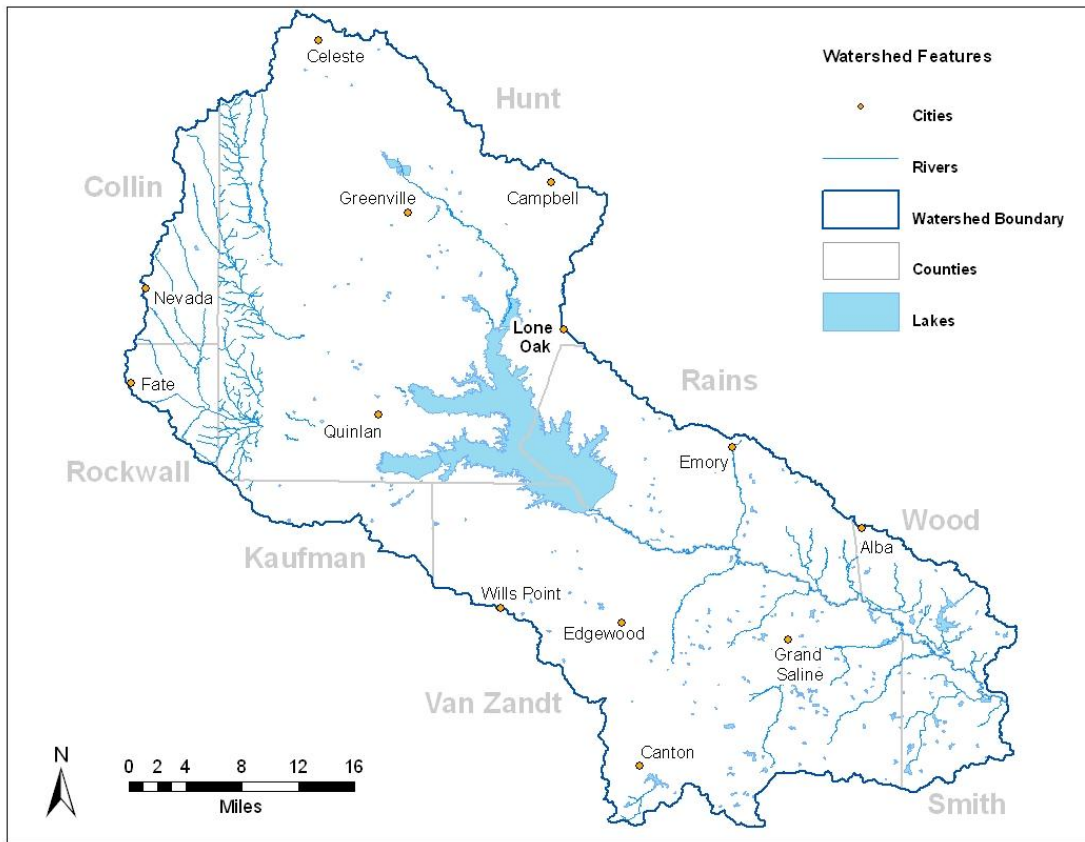 Celeste
Hunt
Collin
Greenville
Campbell
Nevada
Lone
Oak
Fate
Rains
Quinlan
Rockwall
Emory
Wood
Kaufman
Alba
Wills Point
Edgewood
Grand
Saline
Van Zandt
Canton
Smith
Watershed Features
Cities
Rivers
Watershed Boundary
Counties
Lakes
N
0 2 4 8 12 16
Miles